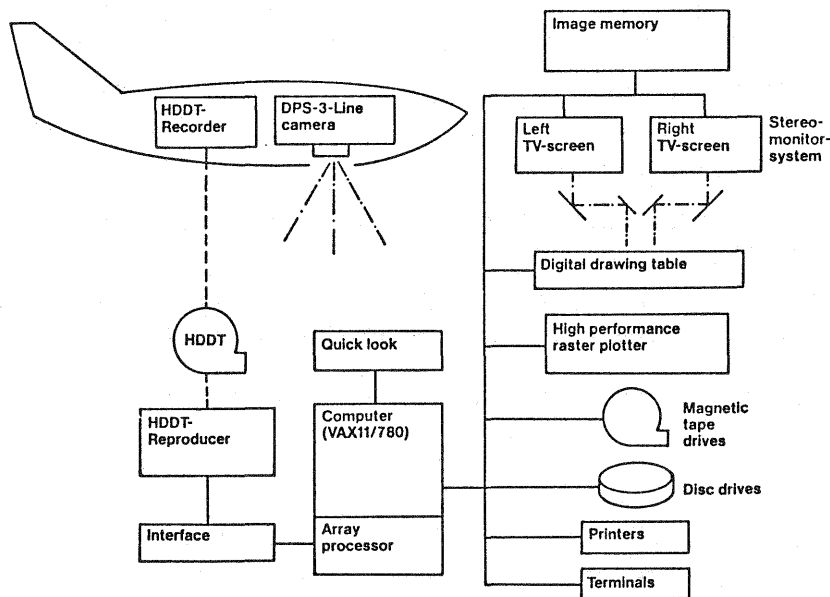 Image memory
HDDT-
Recorder
DPS-3-Line
camera
Left
TV-screen
Right
TV-screen
Stereo-
monitor-
system
Digital drawing table
HDDT
Quick look
High performance
raster plotter
HDDT-
Reproducer
Computer
(VAX11/780)
Magnetic
tape
drives
Disc drives
Interface
Array
processor
Printers
Terminals